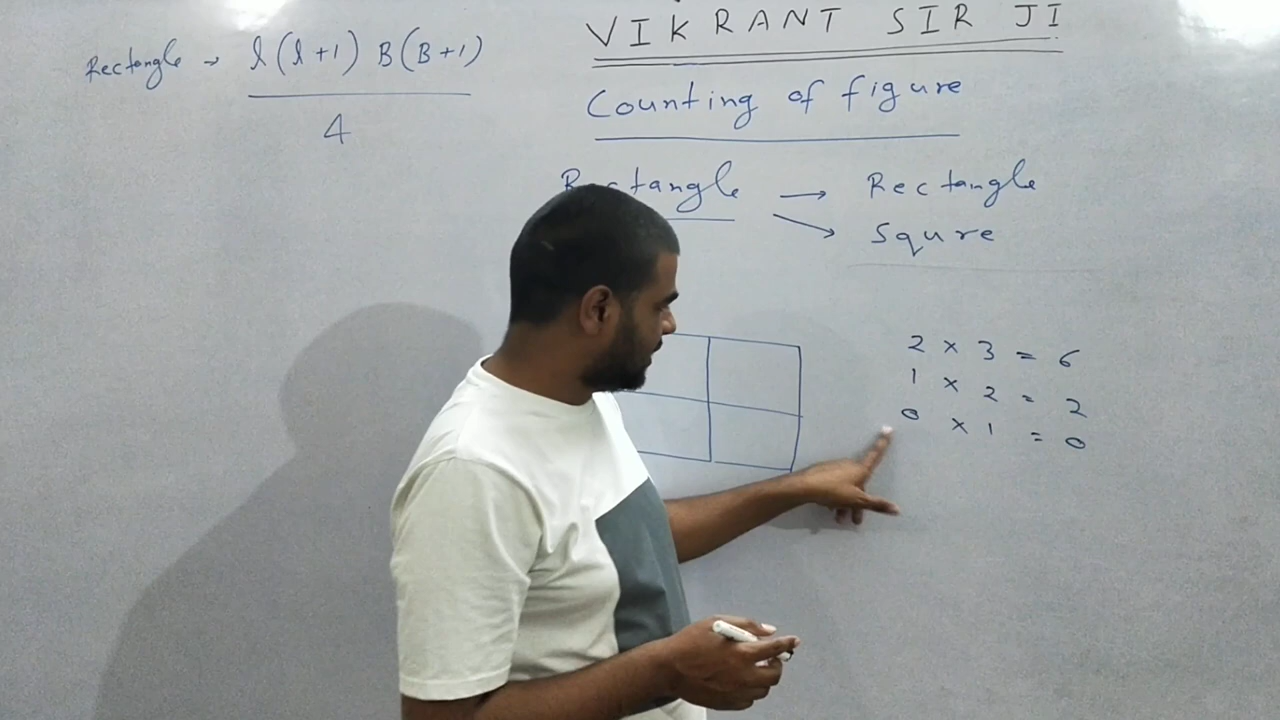 VIKRANT SIR JI
Rectangle → l(l+1) B(B+1)
4
Counting of figure
Rectangle → Rectangle
→ Squre
2 × 3 = 6
1 × 2 = 2
0 × 1 = 0